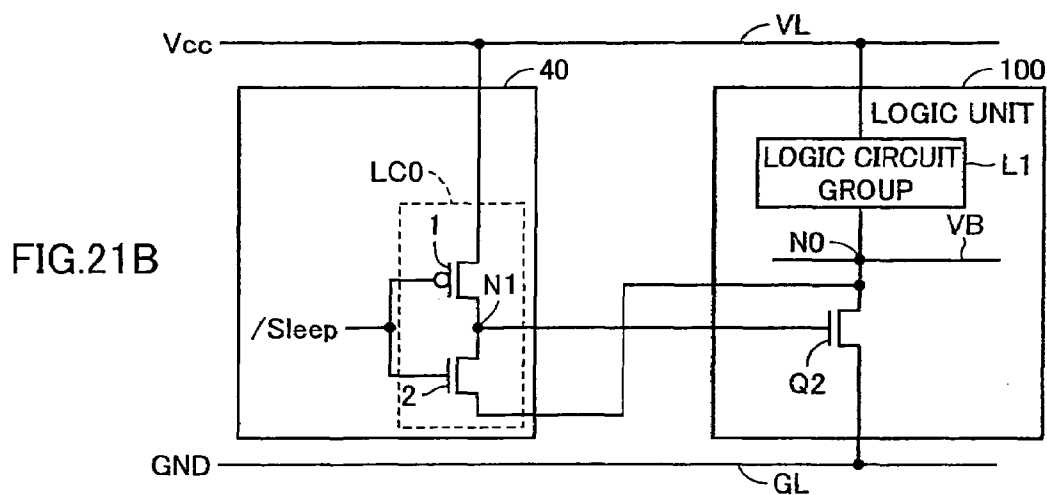 Vcc
VL
40
100
LOGIC UNIT
LOGIC CIRCUIT
GROUP
L1
LC0
1
N0
VB
FIG.21B
N1
/Sleep
2
Q2
GND
GL